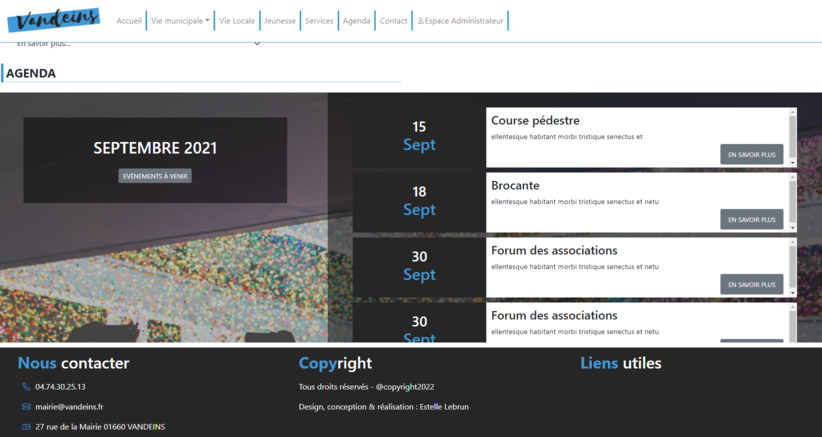 Vandeins
Accueil Vie municipale Vie Locale Jeunesse Services Agenda Contact Espace Administrateur
En savoir plus...
AGENDA
SEPTEMBRE 2021
EVÈNEMENTS À VENIR
15
Sept
Course pédestre
ellentesque habitant morbi tristique senectus et
EN SAVOIR PLUS
18
Sept
Brocante
ellentesque habitant morbi tristique senectus et netu
EN SAVOIR PLUS
30
Sept
Forum des associations
ellentesque habitant morbi tristique senectus et netu
EN SAVOIR PLUS
30
Sept
Forum des associations
ellentesque habitant morbi tristique senectus et netu
Nous contacter
04.74.30.25.13
mairie@vandeins.fr
27 rue de la Mairie 01660 VANDEINS
Copyright
Tous droits réservés - @copyright2022
Design, conception & réalisation : Estelle Lebrun
Liens utiles